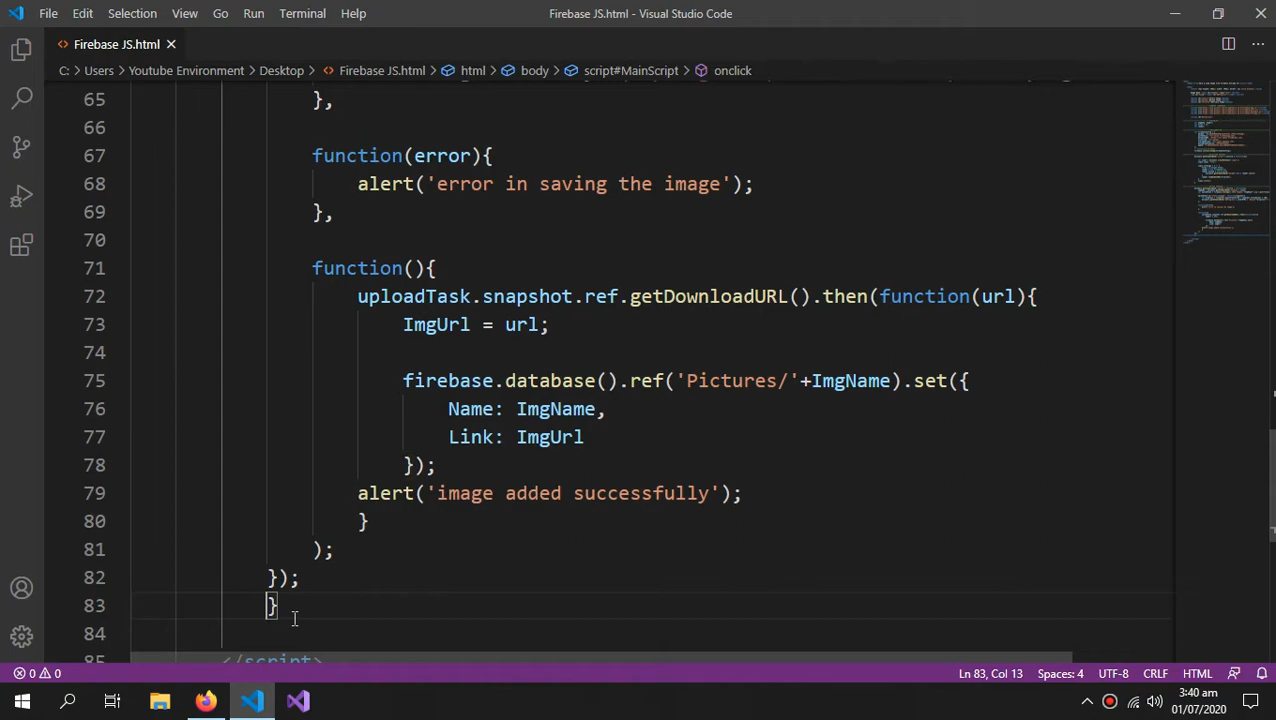 File Edit Selection View Go Run Terminal Help Firebase JS.html - Visual Studio Code
Firebase JS.html
C: > Users > Youtube Environment > Desktop > Firebase JS.html > html > body > script#MainScript > onclick
65 },
66
67 function(error){
68 alert('error in saving the image');
69 },
70
71 function(){
72 uploadTask.snapshot.ref.getDownloadURL().then(function(url){
73 ImgUrl = url;
74
75 firebase.database().ref('Pictures/'+ImgName).set({
76 Name: ImgName,
77 Link: ImgUrl
78 });
79 alert('image added successfully');
80 }
81 );
82 });
83 }
84
85 </script>
0 0 Ln 83, Col 13 Spaces: 4 UTF-8 CRLF HTML
3:40 am
01/07/2020